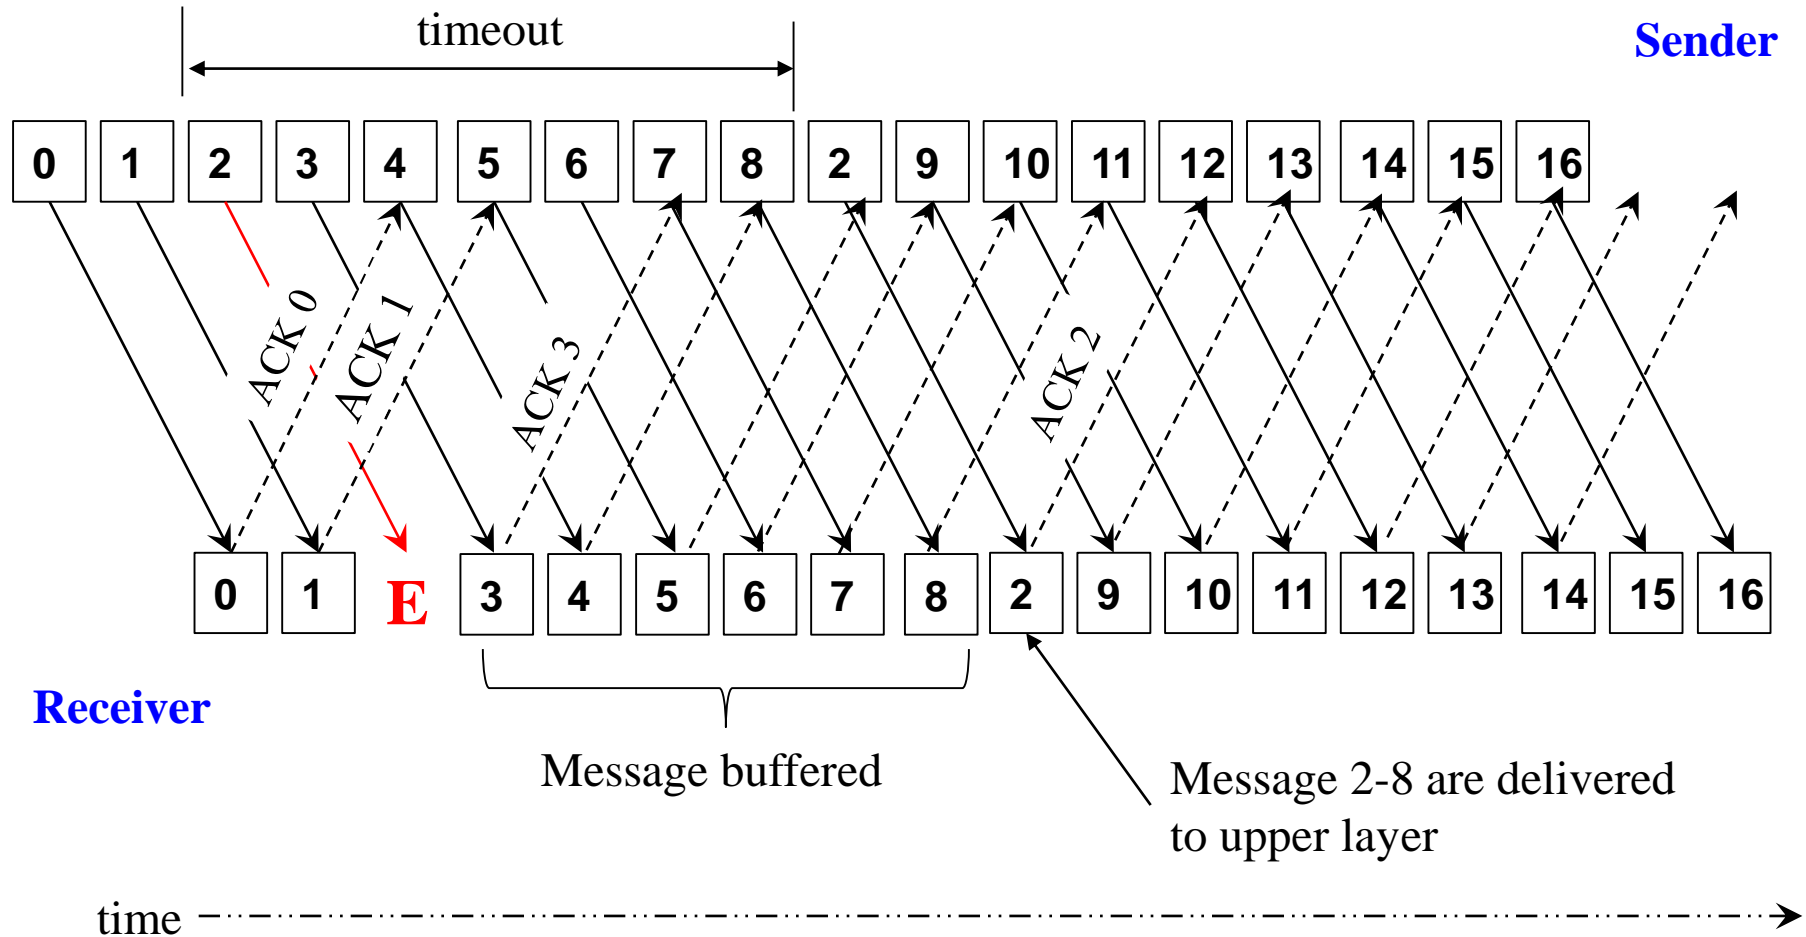 timeout
Sender
0 1 2 3 4 5 6 7 8 2 9 10 11 12 13 14 15 16
ACK 0
ACK 1
ACK 3
ACK 2
0 1 E 3 4 5 6 7 8 2 9 10 11 12 13 14 15 16
Receiver
Message buffered
Message 2-8 are delivered
to upper layer
time